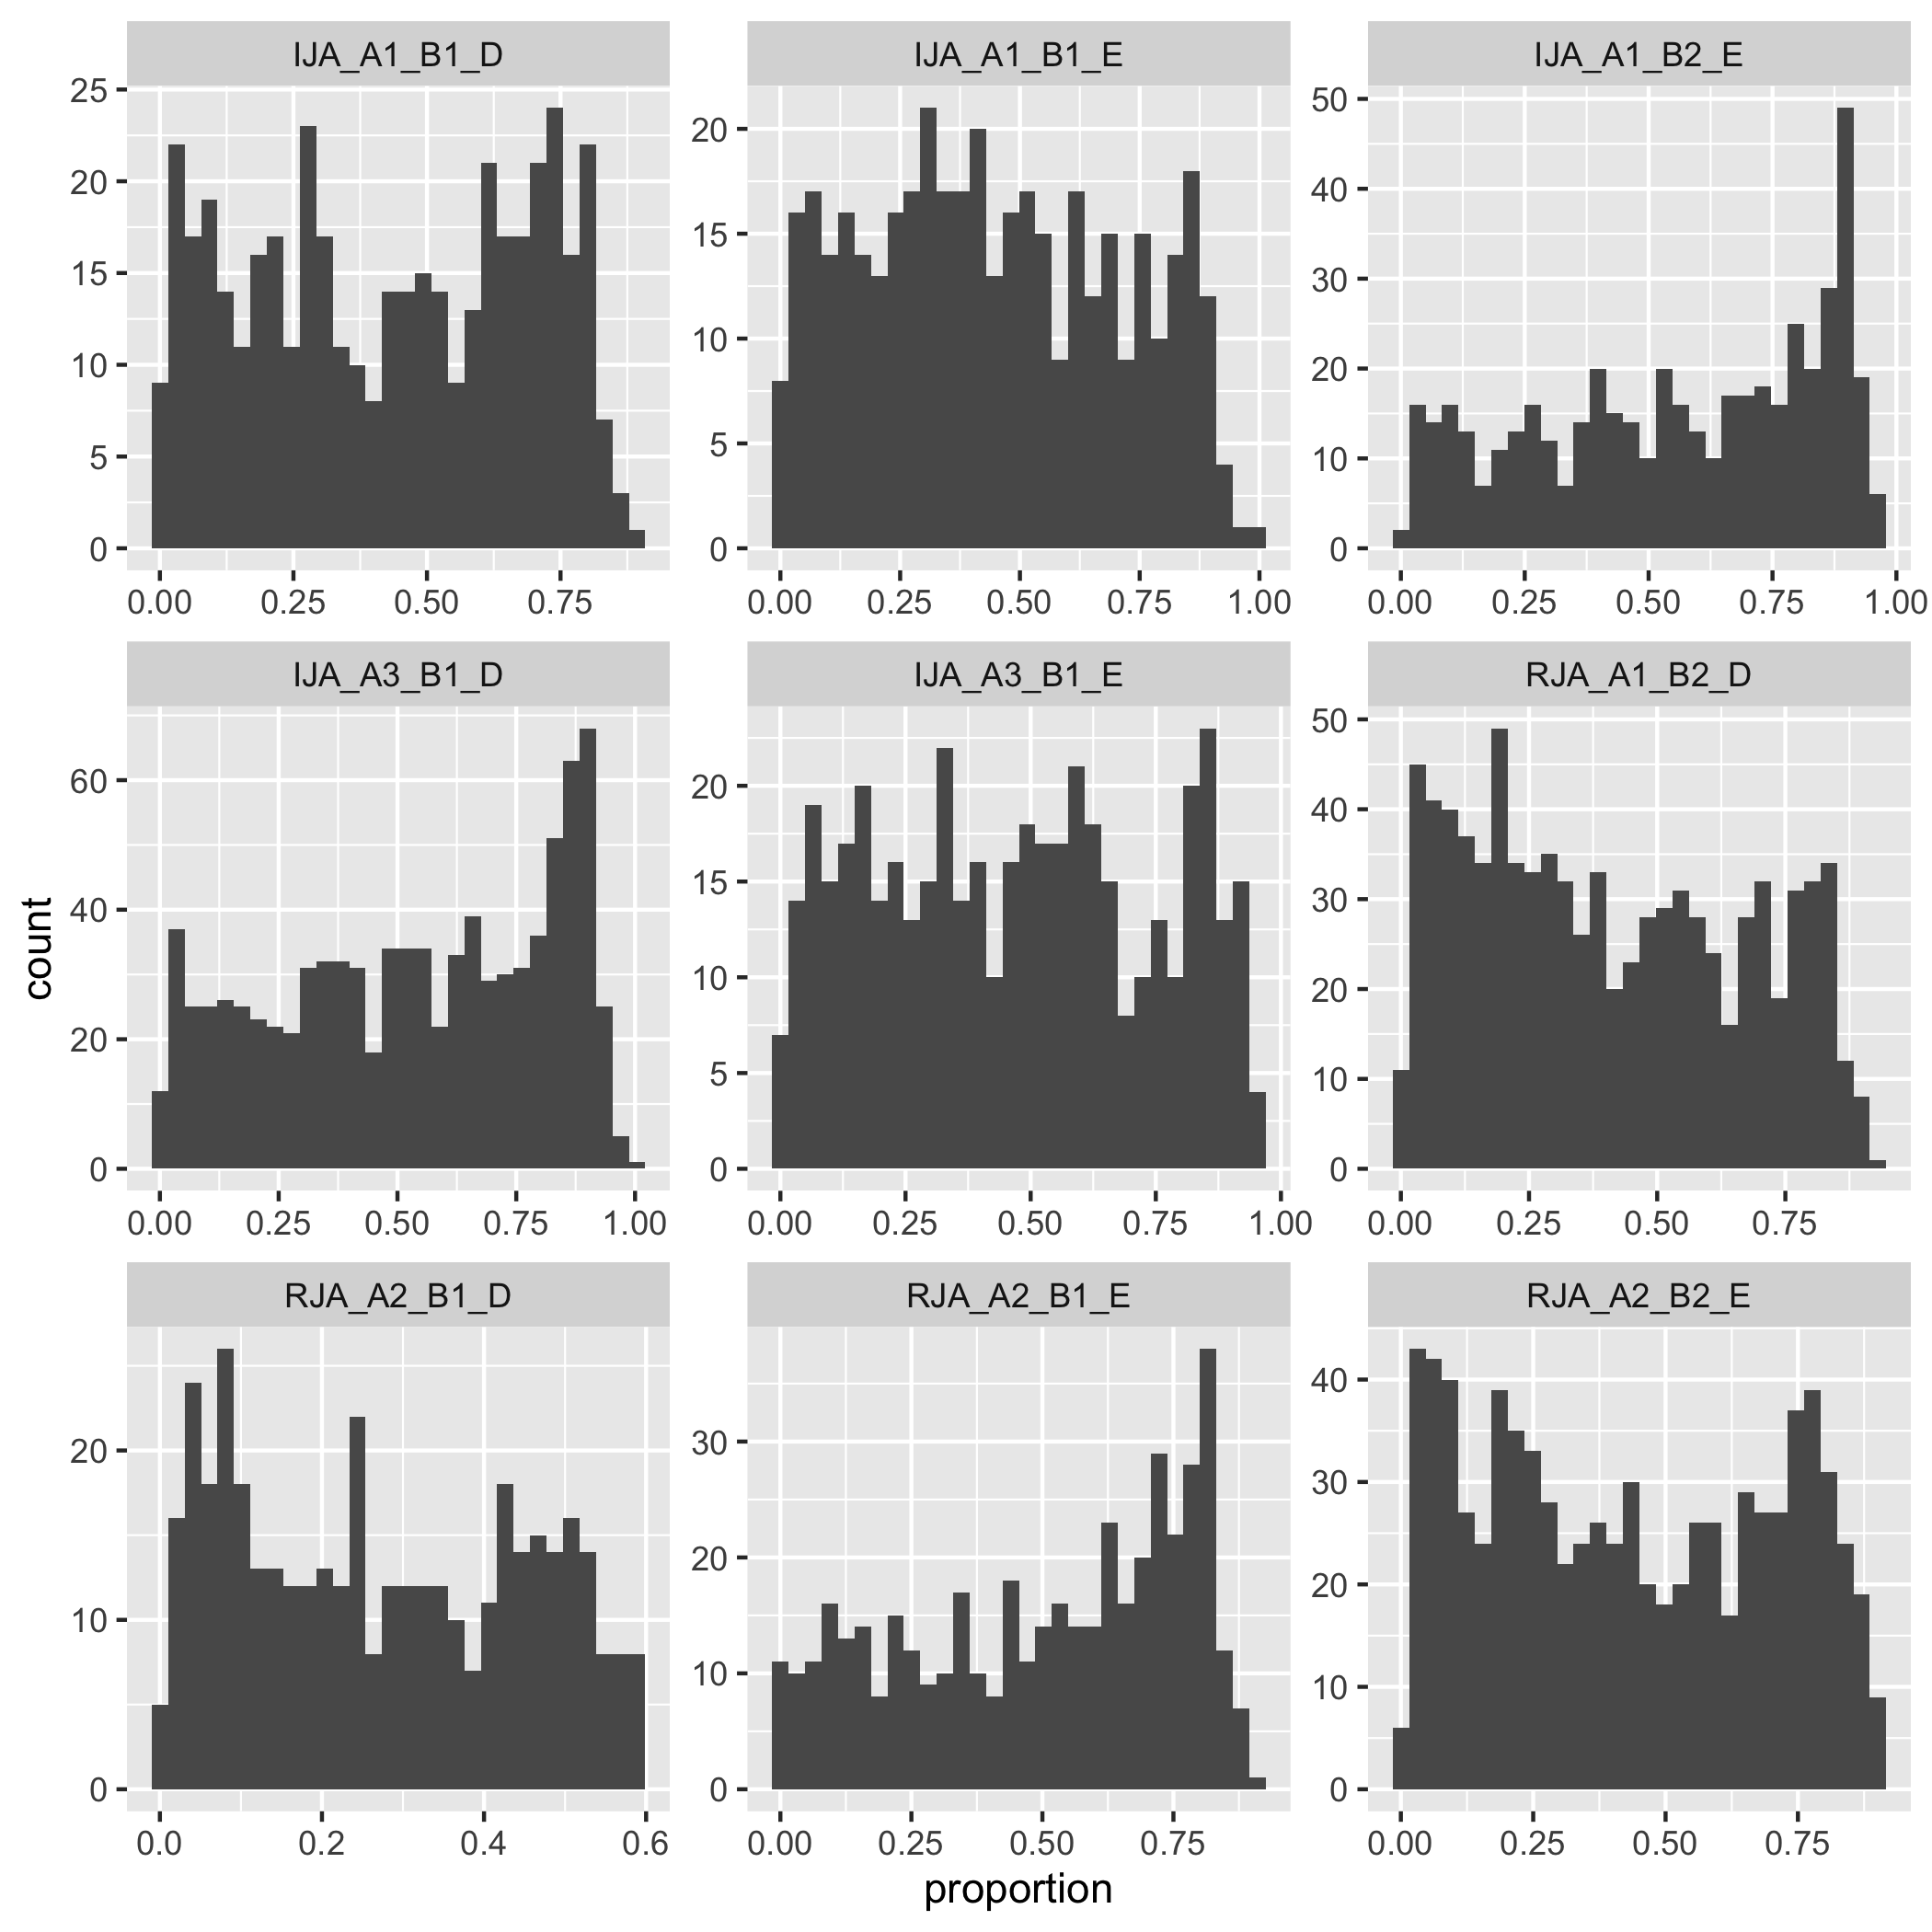 IJA_A1_B1_D IJA_A1_B1_E IJA_A1_B2_E
25 20 15 10 5 0
20 15 10 5 0
50 40 30 20 10 0
0.00 0.25 0.50 0.75
0.00 0.25 0.50 0.75 1.00
0.00 0.25 0.50 0.75 1.00
IJA_A3_B1_D IJA_A3_B1_E RJA_A1_B2_D
60 40 20 0
20 15 10 5 0
50 40 30 20 10 0
count
0.00 0.25 0.50 0.75 1.00
0.00 0.25 0.50 0.75 1.00
0.00 0.25 0.50 0.75
RJA_A2_B1_D RJA_A2_B1_E RJA_A2_B2_E
20 10 0
30 20 10 0
40 30 20 10 0
0.0 0.2 0.4 0.6
0.00 0.25 0.50 0.75
0.00 0.25 0.50 0.75
proportion